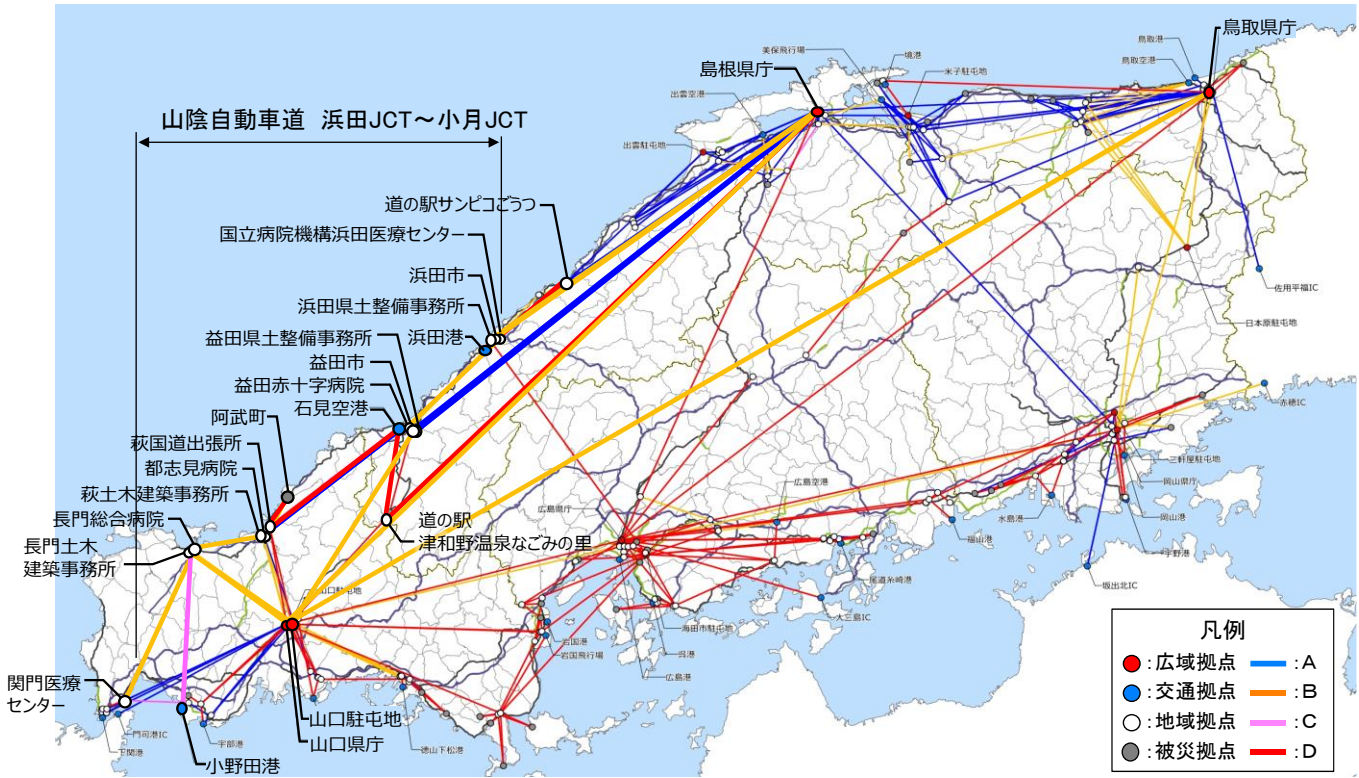 鳥取県庁
鳥取港
鳥取空港
美保飛行場
境港
米子駐屯地
島根県庁
出雲空港
出雲駐屯地
山陰自動車道 浜田JCT~小月JCT
道の駅サンピコごうつ
国立病院機構浜田医療センター
浜田市
浜田県土整備事務所
浜田港
益田県土整備事務所
益田市
益田赤十字病院
石見空港
阿武町
萩国道出張所
都志見病院
萩土木建築事務所
長門総合病院
長門土木
建築事務所
道の駅
津和野温泉なごみの里
佐用平福IC
日本原駐屯地
赤穂IC
三軒屋駐屯地
岡山県庁
岡山港
宇野港
水島港
坂出北IC
福山港
尾道糸崎港
大三島IC
広島空港
広島県庁
海田市駐屯地
呉港
広島港
岩国港
岩国飛行場
山口駐屯地
徳山下松港
関門医療
センター
門司港IC
下関港
宇部港
小野田港
山口駐屯地
山口県庁
凡例
:広域拠点 :A
:交通拠点 :B
:地域拠点 :C
:被災拠点 :D